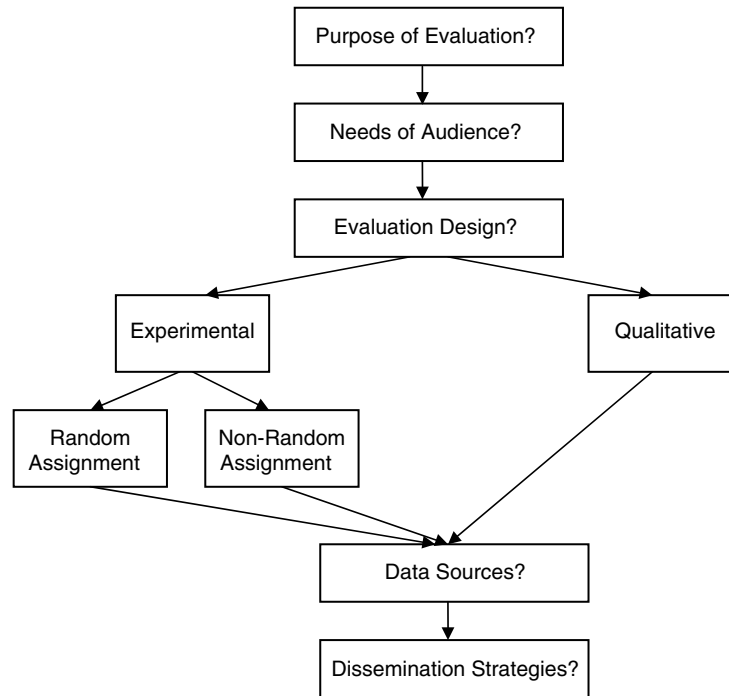 Purpose of Evaluation?
Needs of Audience?
Evaluation Design?
Experimental
Qualitative
Random
Assignment
Non-Random
Assignment
Data Sources?
Dissemination Strategies?